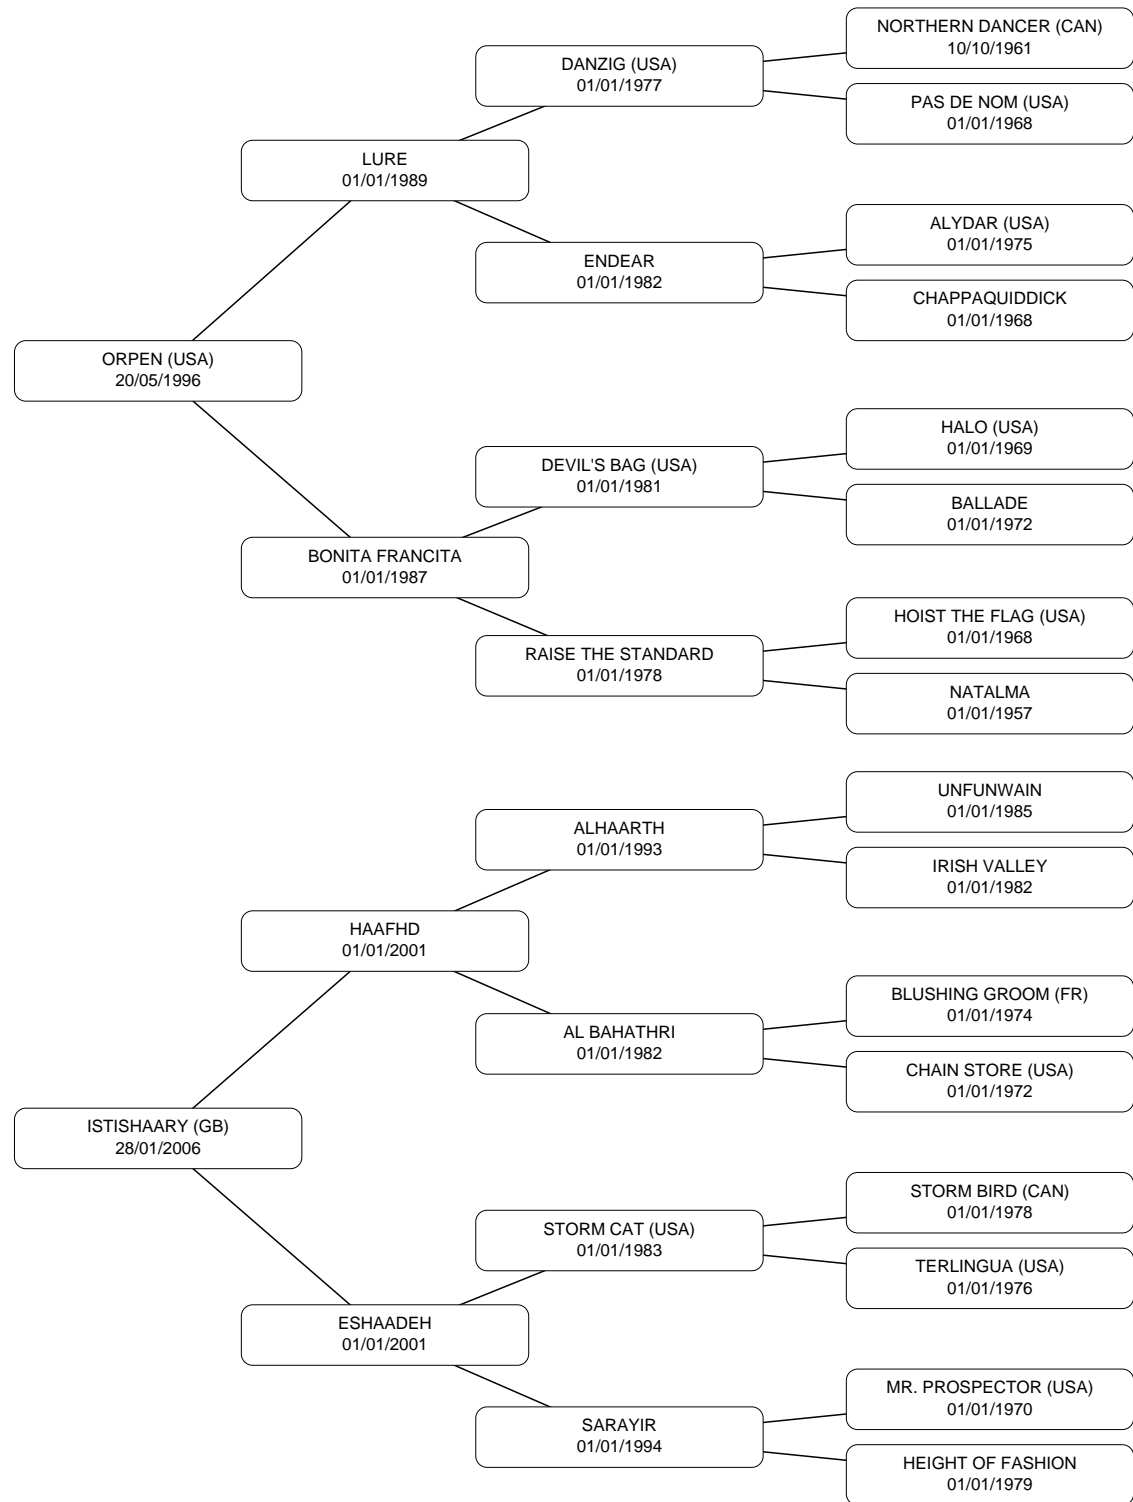 NORTHERN DANCER (CAN)
10/10/1961
DANZIG (USA)
01/01/1977
PAS DE NOM (USA)
01/01/1968
LURE
01/01/1989
ALYDAR (USA)
01/01/1975
ENDEAR
01/01/1982
CHAPPAQUIDDICK
01/01/1968
ORPEN (USA)
20/05/1996
HALO (USA)
01/01/1969
DEVIL'S BAG (USA)
01/01/1981
BALLADE
01/01/1972
BONITA FRANCITA
01/01/1987
HOIST THE FLAG (USA)
01/01/1968
RAISE THE STANDARD
01/01/1978
NATALMA
01/01/1957
UNFUNWAIN
01/01/1985
ALHAARTH
01/01/1993
IRISH VALLEY
01/01/1982
HAAFHD
01/01/2001
BLUSHING GROOM (FR)
01/01/1974
AL BAHATHRI
01/01/1982
CHAIN STORE (USA)
01/01/1972
ISTISHAARY (GB)
28/01/2006
STORM BIRD (CAN)
01/01/1978
STORM CAT (USA)
01/01/1983
TERLINGUA (USA)
01/01/1976
ESHAADEH
01/01/2001
MR. PROSPECTOR (USA)
01/01/1970
SARAYIR
01/01/1994
HEIGHT OF FASHION
01/01/1979